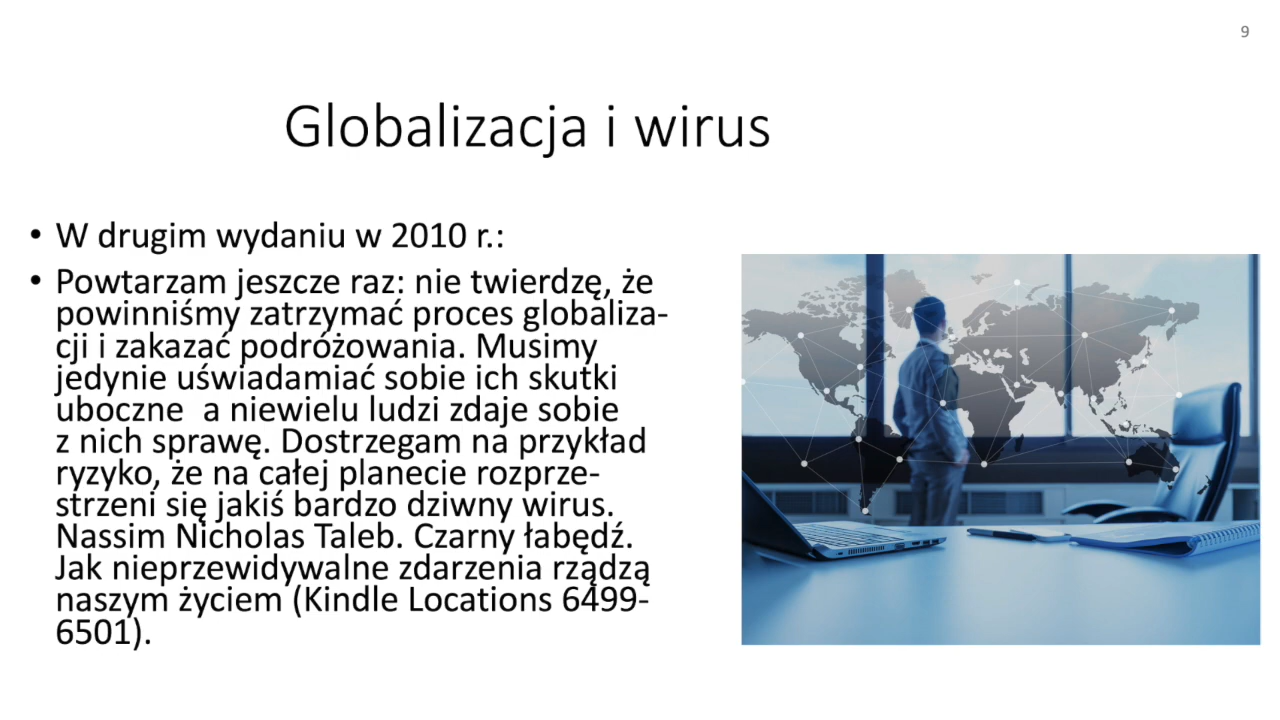 9
Globalizacja i wirus
• W drugim wydaniu w 2010 r.:
• Powtarzam jeszcze raz: nie twierdzę, że
powinniśmy zatrzymać proces globaliza-
cji i zakazać podróżowania. Musimy
jedynie uświadamiać sobie ich skutki
uboczne  a niewielu ludzi zdaje sobie
z nich sprawę. Dostrzegam na przykład
ryzyko, że na całej planecie rozprze-
strzeni się jakiś bardzo dziwny wirus.
Nassim Nicholas Taleb. Czarny łabędź.
Jak nieprzewidywalne zdarzenia rządzą
naszym życiem (Kindle Locations 6499-
6501).